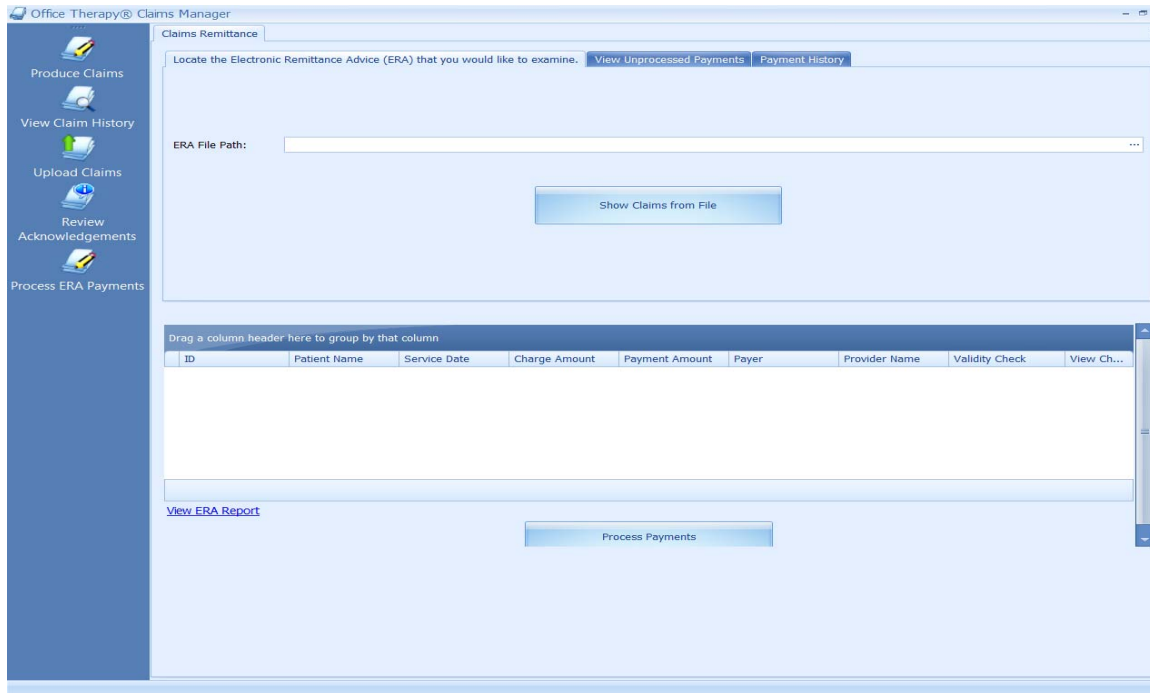 Office Therapy® Claims Manager
Produce Claims
View Claim History
Upload Claims
Review
Acknowledgements
Process ERA Payments
Claims Remittance
Locate the Electronic Remittance Advice (ERA) that you would like to examine. View Unprocessed Payments Payment History
ERA File Path: ...
Show Claims from File
Drag a column header here to group by that column
ID Patient Name Service Date Charge Amount Payment Amount Payer Provider Name Validity Check View Ch...
View ERA Report
Process Payments